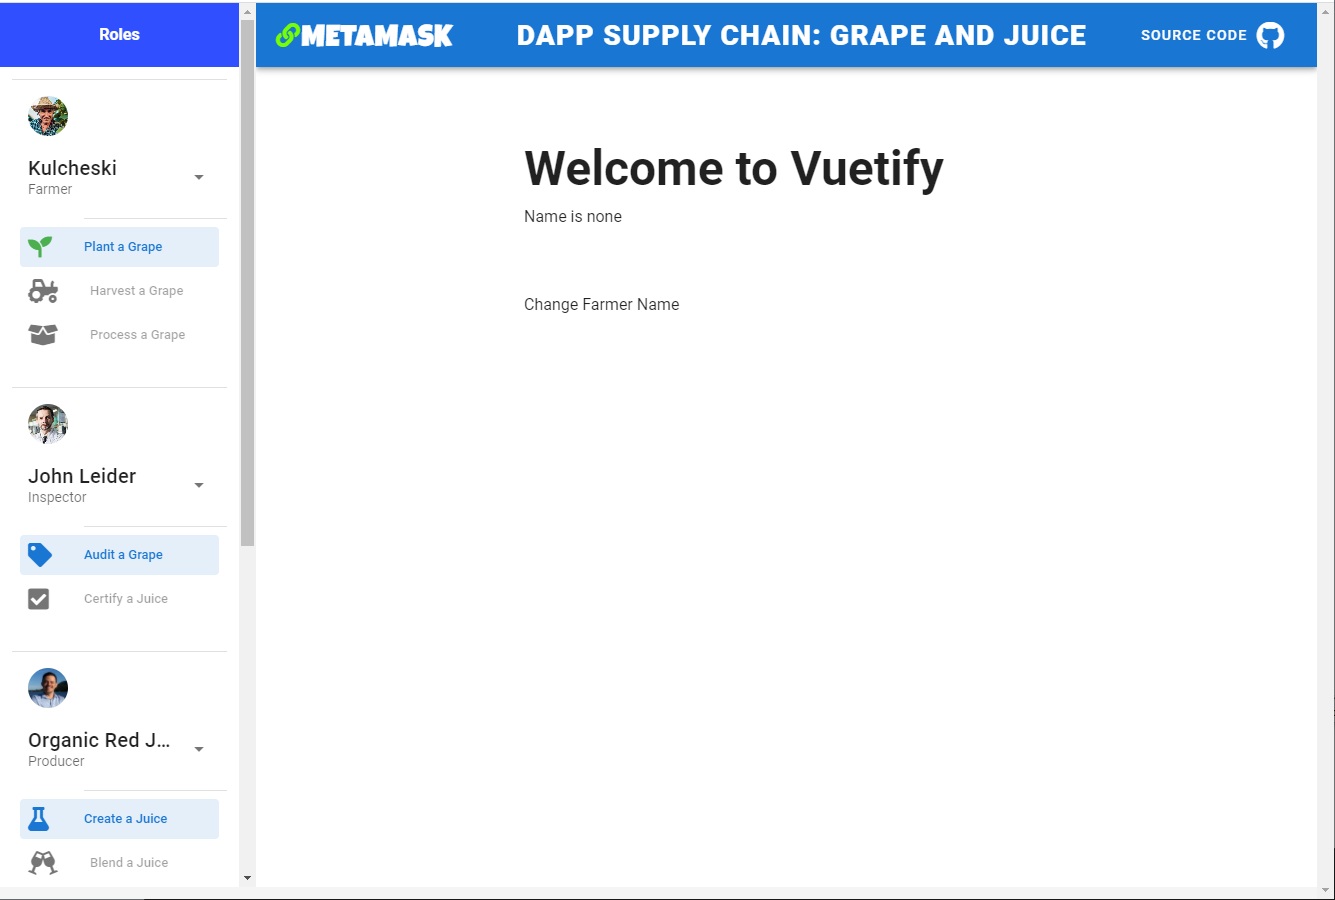 Roles
METAMASK
DAPP SUPPLY CHAIN: GRAPE AND JUICE
SOURCE CODE
Kulcheski
Farmer
Plant a Grape
Harvest a Grape
Process a Grape
John Leider
Inspector
Audit a Grape
Certify a Juice
Organic Red J...
Producer
Create a Juice
Blend a Juice
Welcome to Vuetify
Name is none
Change Farmer Name